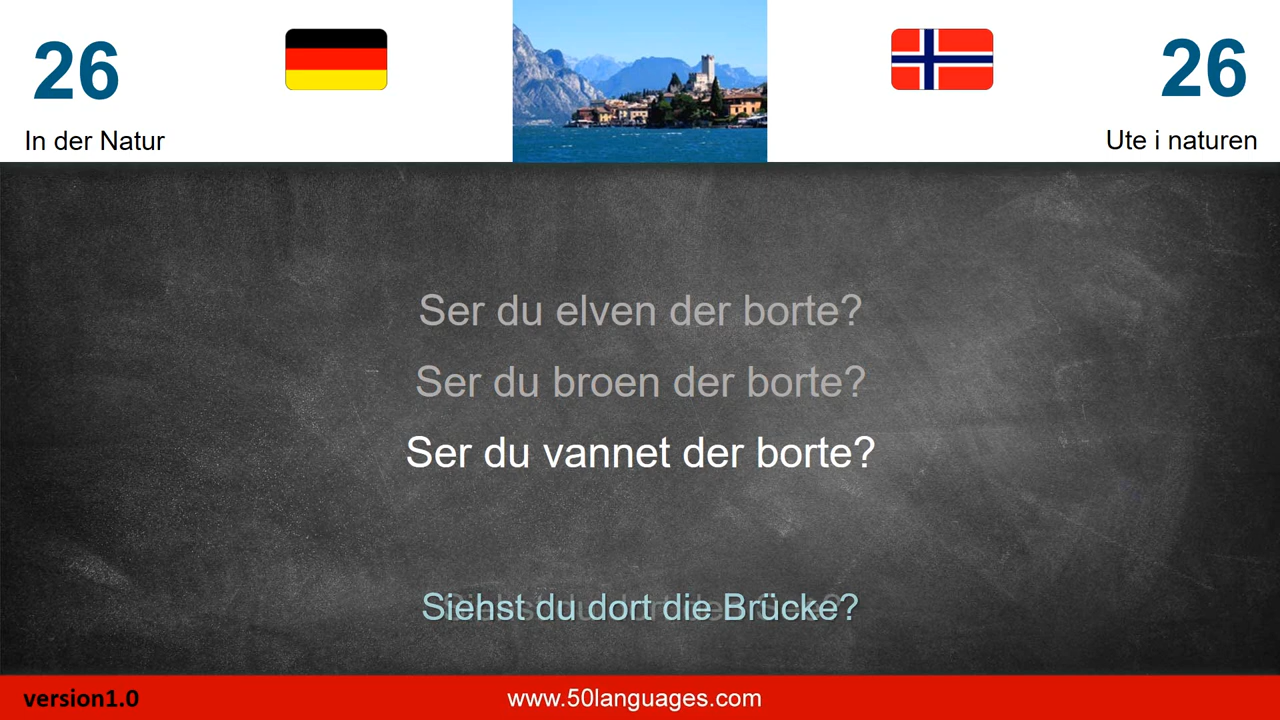 26
In der Natur
26
Ute i naturen
Ser du elven der borte?
Ser du broen der borte?
Ser du vannet der borte?
Siehst du dort die Brücke?
version1.0
www.50languages.com